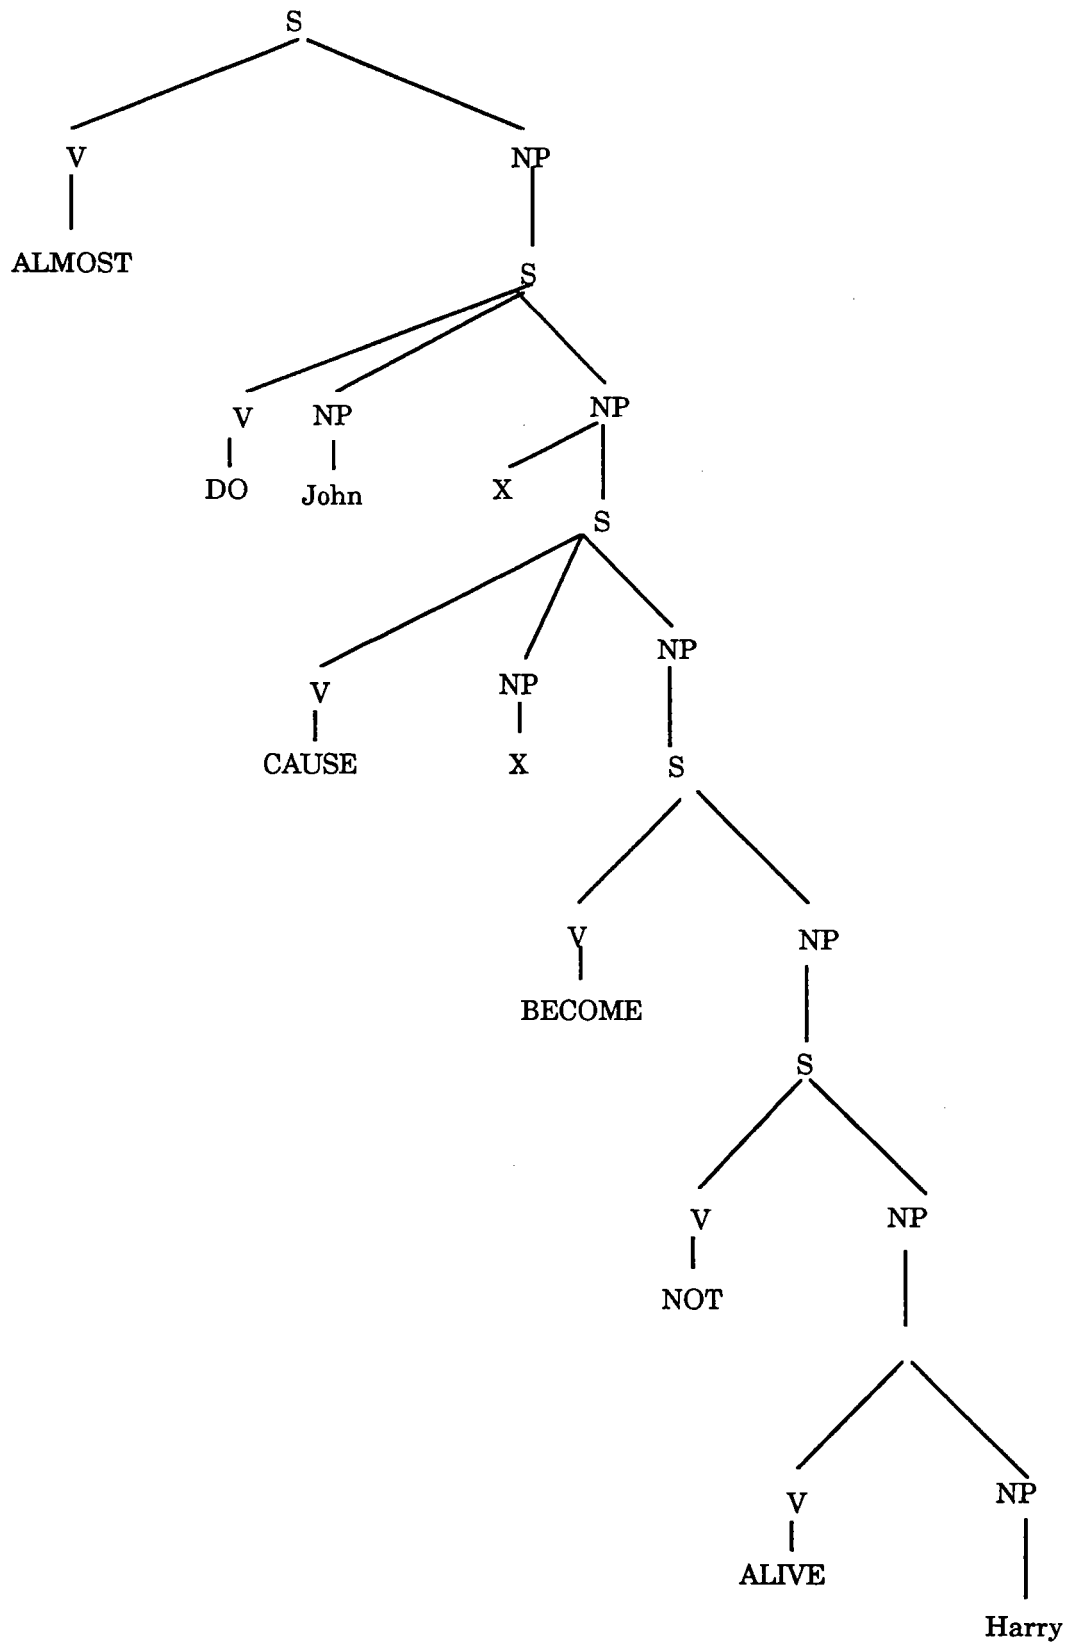 S
V NP
ALMOST
S
V NP NP
DO John X
S
V NP NP
CAUSE X
S
V NP
BECOME
S
V NP
NOT
V NP
ALIVE
Harry